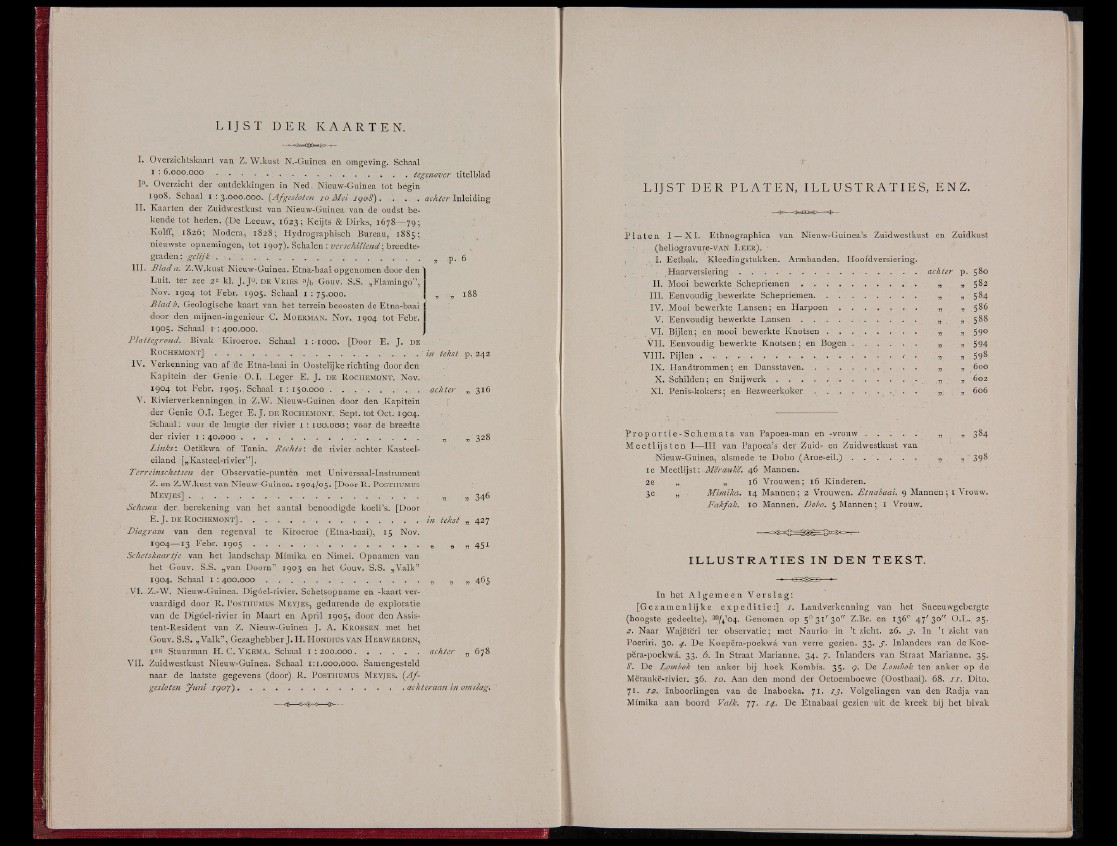 LIJST DER KAARTEN.
I. Overzichtskaart van Z. W.kust N.-Guinea en omgeving. Schaal
1 : 6.000.000 . . . . . . . . . . . . . . . . tegenover titelblad
Iª. Overzicht der ontdekkingen in Ned. Nieuw-Guinea tot begin
1908. Schaal 1 : 3.000.000. (Afgesloten 10 Mei 1908) . . . . achter Inleiding
II. Kaarten der Zuidwestkust van Nieuw-Guinea van de oudst be-
kende tot heden. (De Leeuw, 1623; Keijts & Dirks, 1678—79;
Kolff, 1826; Modera, 1828; Hydrographisch Bureau, 1885;
nieuwste opnemingen, tot 1907). Schalen: verschillend; breedte-
graden: gelijk . . . . . . . . . . . . . . . . „ p. 6
III. Blad a. Z.W.kust Nieuw-Guinea. Etna-baai opgenomen door den
Luit. ter zee 2e kl. J. Jr. DE VRIES a/b Gouv. S.S. „Flamingo”,
Nov. 1904 tot Febr. 1905. Schaal 1 : 75.000. „ „ 188
Blad b. Geologische kaart van het terrein beoosten de Etna-baai
door den mijnen-ingenieur C. MOERMAN. Nov. 1904 tot Febr.
1905. Schaal 1 : 400.000.
Plattegrond. Bivak Kiroeroe. Schaal 1 : 1000. [Door E. J. DE
ROCHEMONT] . . . . . . . . . . . . . . . . in tekst p. 242
IV. Verkenning van af de Etna-baai in Oostelijke richting door den
Kapitein der Genie O. I. Leger E. J. DE ROCHEMONT. Nov.
1904 tot Febr. 1905. Schaal 1 : 150.000 . . . . . . . . achter „ 316
V. Rivierverkenningen in Z.W. Nieuw-Guinea door den Kapitein
der Genie O.I. Leger E. J. DE ROCHEMONT. Sept. tot Oct. 1904.
Schaal: voor de lengte der rivier 1 : 100.000; voor de breedte
der rivier 1 : 40.000 . . . . . . . . . . . . . . „ „ 328
Links: Oetákwa of Tania. Rechts: de rivier achter Kasteel-
eiland [„Kasteel-rivier”].
Terreinschetsen der Observatie-puntén met Universaal-Instrument
Z. en Z.W.kust van Nieuw-Guinea. 1904/05. [Door R. POSTHUMUS
MEYJES] . . . . . . . . . . . . . . . . . . „ „ 346
Schema der berekening van het aantal benoodigde koeli's. [Door
E. J. DE ROCHEMONT] . . . . . . . . . . . . . . in tekst „ 427
Diagram van den regenval te Kiroeroe (Etna-baai), 15 Nov.
1904—13 Febr. 1905 . . . . . . . . . . . . . . „ „ „ 451
Schetskaartje van het landschap Mimika en Nimei. Opnamen van
het Gouv. S.S. „van Doorn” 1903 en het Gouv. S.S. „Valk”
1904. Schaal 1 : 400.000 . . . . . . . . . . . . . „ „ „ 465
VI. Z.-W. Nieuw-Guinea. Digóel-rivier. Schetsopname en -kaart ver-
vaardigd door R. POSTHUMUS MEYJES, gedurende de exploratie
van de Digóel-rivier in Maart en April 1905, door den Assis-
tent-Resident van Z. Nieuw-Guinea J. A. KROESEN met het
Gouv. S.S. „Valk”, Gezaghebber J. H. HONDIUS VAN HERWERDEN,
1en Stuurman H. C. YKEMA. Schaal 1 : 200.000. . . . . . achter „ 678
VII. Zuidwestkust Nieuw-Guinea. Schaal 1:1.000.000. Samengesteld
naar de laatste gegevens (door) R. POSTHUMUS MEYJES. (Af-
gesloten Juni 1907) . . . . . . . . . . . . . . achteraan in omslag.
LIJST DER PLATEN, ILLUSTRATIES, ENZ.
Platen I—XI. Ethnographica van Nieuw-Guinea's Zuidwestkust en Zuidkust
(heliogravure-VAN LEER).
I. Eetbak. Kleedingstukken. Armbanden. Hoofdversiering.
Haarversiering . . . . . . . . . . . . . . . achter p. 580
II. Mooi bewerkte Schepriemen . . . . . . . . . . „ „ 582
III. Eenvoudig bewerkte Schepriemen. . . . . . . . . „ „ 584
IV. Mooi bewerkte Lansen; en Harpoen . . . . . . . „ „ 586
V. Eenvoudig bewerkte Lansen . . . . . . . . . . „ „ 588
VI. Bijlen; en mooi bewerkte Knotsen . . . . . . . . „ „ 590
VII. Eenvoudig bewerkte Knotsen; en Bogen . . . . . . „ „ 594
VIII. Pijlen . . . . . . . . . . . . . . . . . . „ „ 598
IX. Handtrommen; en Dansstaven. . . . . . . . . . „ „ 600
X. Schilden; en Snijwerk . . . . . . . . . . . . „ „ 602
XI. Penis-kokers; en Bezweerkoker . . . . . . . . . „ „ 606
Proportie-Schemata van Papoea-man en -vrouw . . . . . „ „ 384
Meetlijsten I—III van Papoea's der Zuid- en Zuidwestkust van
Nieuw-Guinea, alsmede te Dobo (Aroe-eil.) . . . . . . „ „ 398
1e Meetlijst: Mĕraukĕ. 46 Mannen.
2e „ „ 16 Vrouwen; 16 Kinderen.
3e „ Mimika. 14 Mannen; 2 Vrouwen. Etnabaai. 9 Mannen; 1 Vrouw.
Fakfak. 10 Mannen. Dobo. 5 Mannen; 1 Vrouw.
ILLUSTRATIES IN DEN TEKST.
In het Algemeen Verslag:
[Gezamenlijke expeditie:] 1. Landverkenning van het Sneeuwgebergte
(hoogste gedeelte). '04. Genomen op 5° 31' 30" Z.Br. en 136° 47' 30" O.L. 25.
2. Naar Wajĕtĕri ter observatie; met Naurio in 't zicht. 26. 3. In 't zicht van
Poeriri. 30. 4. De Koepĕra-poekwá van verre gezien. 33. 5. Inlanders van de Koe-
pĕra-poekwá. 33. 6. In Straat Marianne. 34. 7. Inlanders van Straat Marianne. 35.
8. De Lombok ten anker bij hoek Kombis. 35. 9. De Lombok ten anker op de
Mĕraukĕ-rivier. 36. 10. Aan den mond der Oetoemboewe (Oostbaai). 68. 11. Dito.
71. 12. Inboorlingen van de Inaboeka. 71. 13. Volgelingen van den Radja van
Mimika aan boord Valk. 77. 14. De Etnabaai gezien uit de kreek bij het bivak